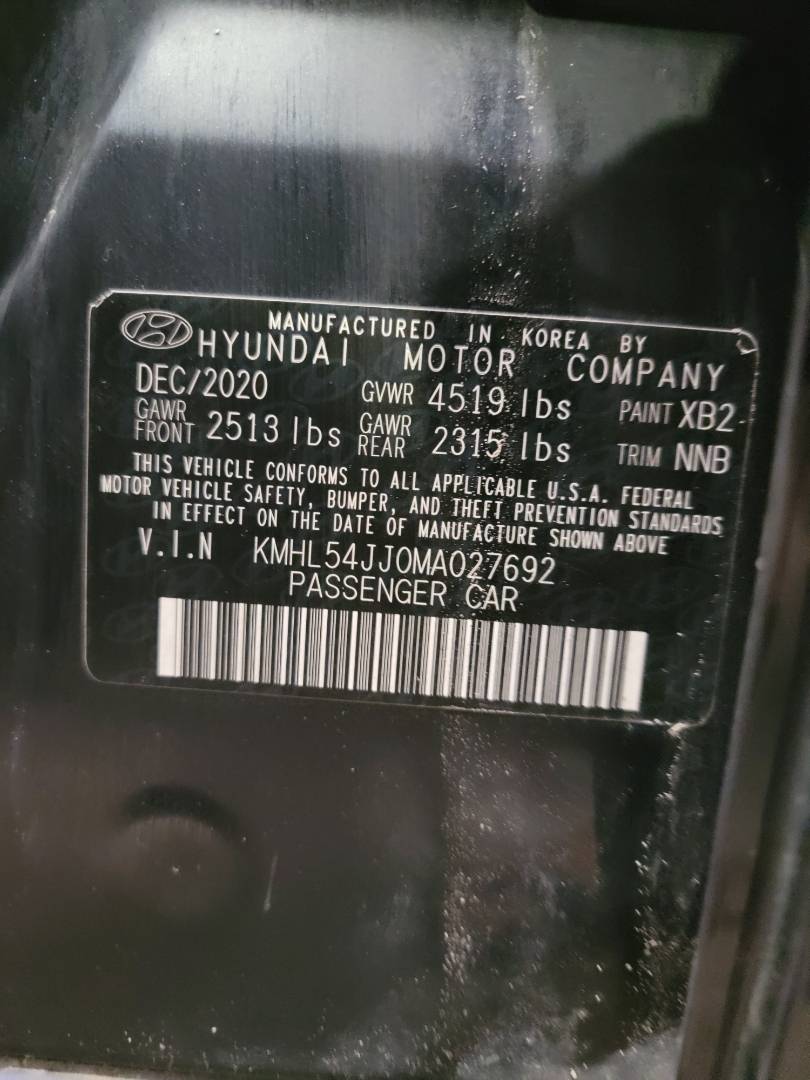 MANUFACTURED IN KOREA BY
HYUNDAI MOTOR COMPANY
DEC/2020 GVWR 4519 lbs PAINT XB2
GAWR FRONT 2513 lbs GAWR REAR 2315 lbs TRIM NNB
THIS VEHICLE CONFORMS TO ALL APPLICABLE U.S.A. FEDERAL
MOTOR VEHICLE SAFETY, BUMPER, AND THEFT PREVENTION STANDARDS
IN EFFECT ON THE DATE OF MANUFACTURE SHOWN ABOVE
V.I.N KMHL54JJ0MA027692
PASSENGER CAR